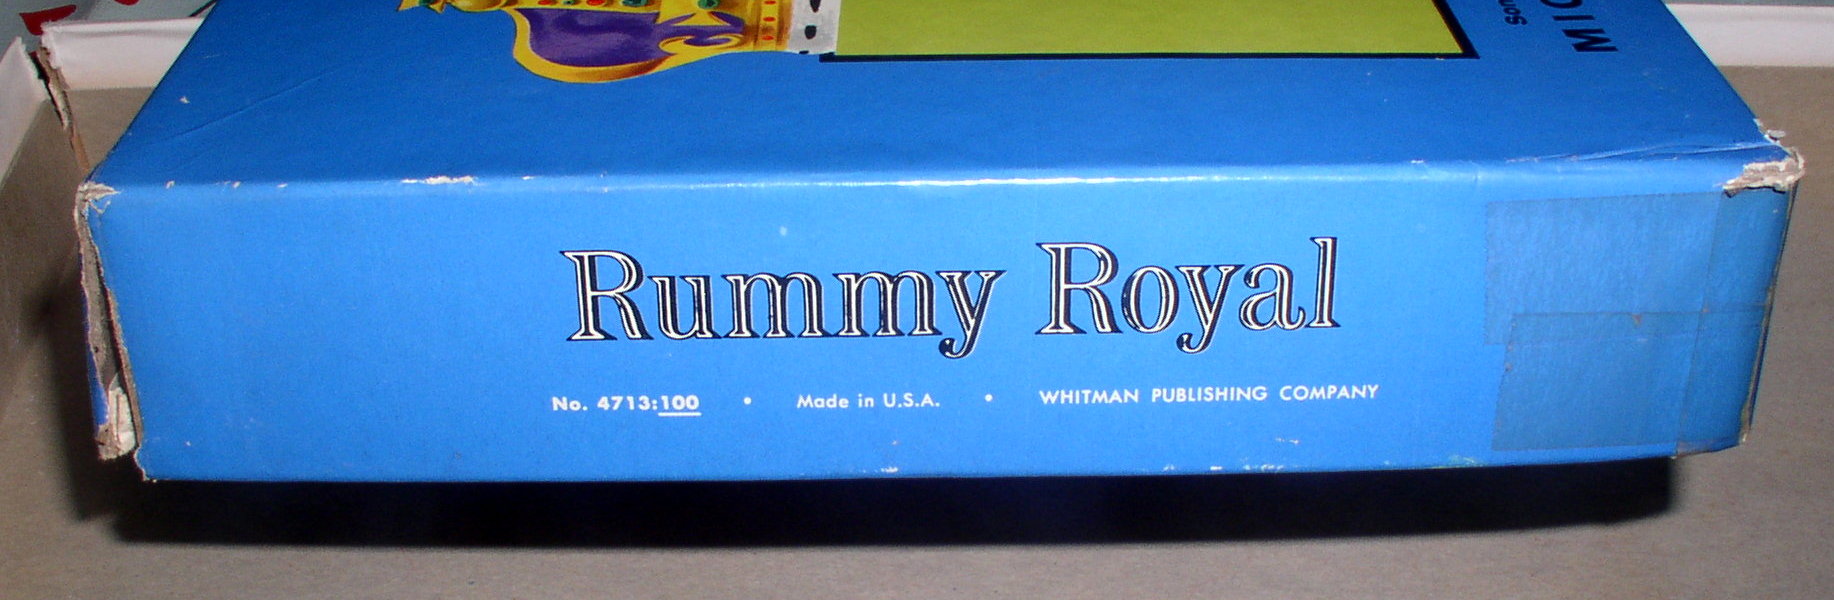 Rummy Royal
No. 4713:100 • Made in U.S.A. • WHITMAN PUBLISHING COMPANY